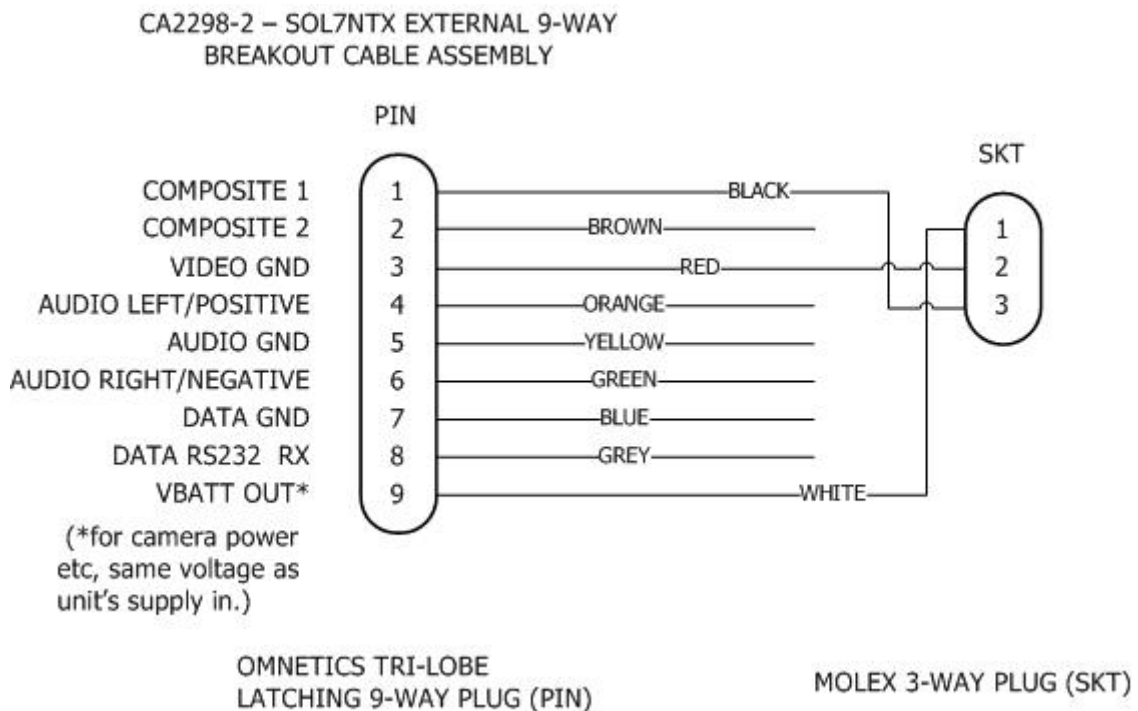 CA2298-2 – SOL7NTX EXTERNAL 9-WAY
BREAKOUT CABLE ASSEMBLY
PIN
SKT
COMPOSITE 1 1 BLACK
COMPOSITE 2 2 BROWN 1
VIDEO GND 3 RED 2
AUDIO LEFT/POSITIVE 4 ORANGE 3
AUDIO GND 5 YELLOW
AUDIO RIGHT/NEGATIVE 6 GREEN
DATA GND 7 BLUE
DATA RS232 RX 8 GREY
VBATT OUT* 9 WHITE
(*for camera power
etc, same voltage as
unit's supply in.)
OMNETICS TRI-LOBE
LATCHING 9-WAY PLUG (PIN)
MOLEX 3-WAY PLUG (SKT)